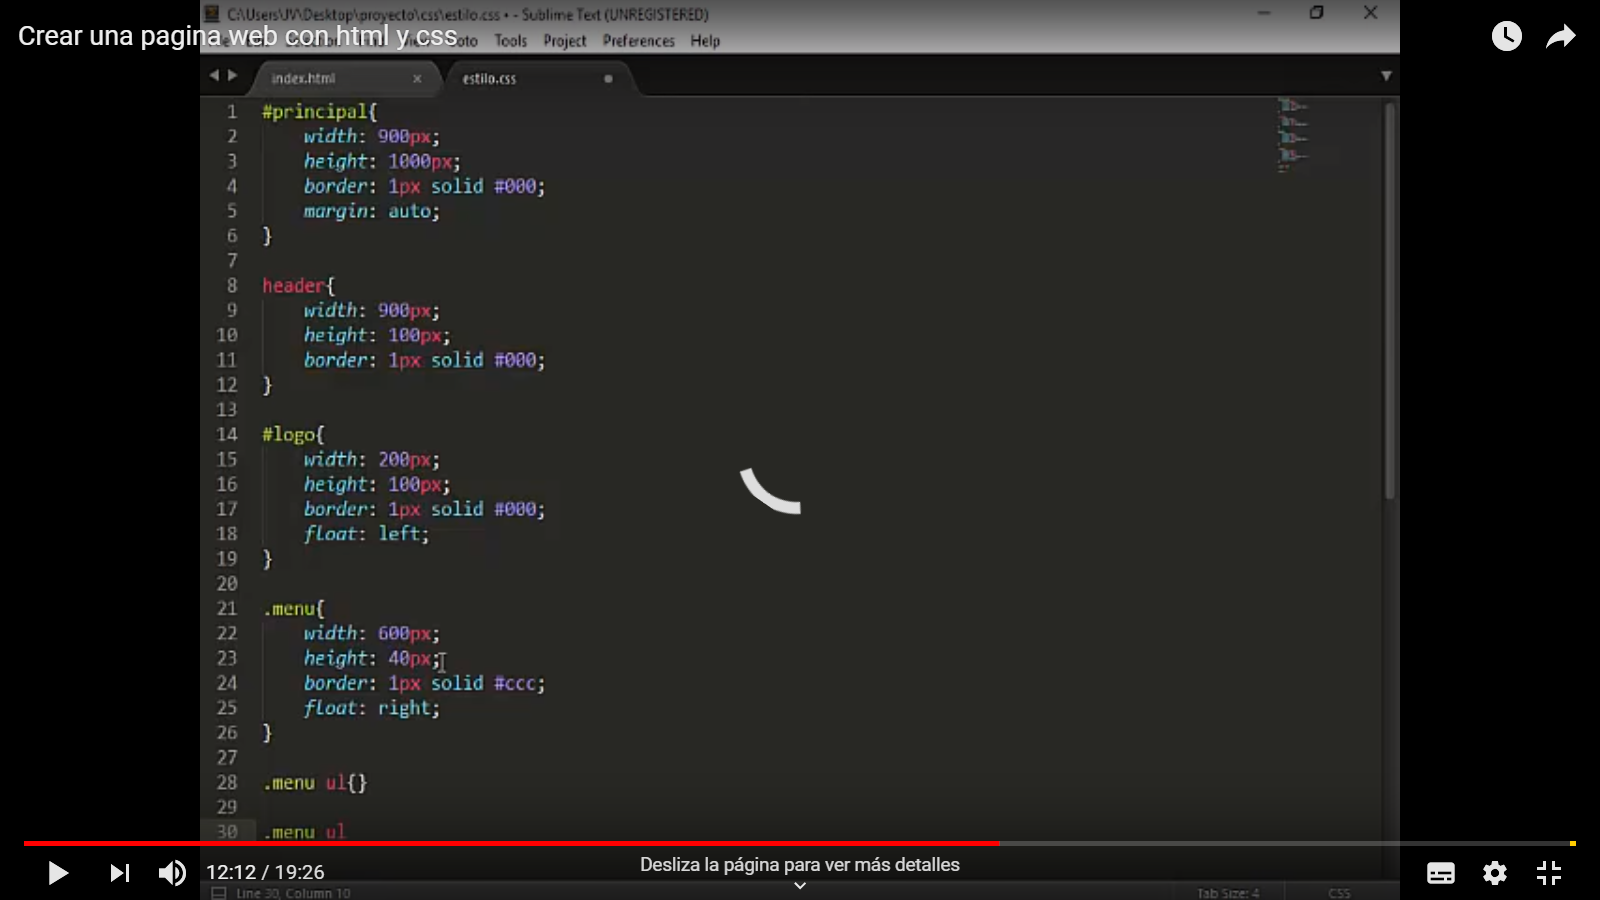 C:\Users\JV\Desktop\proyecto\css\estilo.css • - Sublime Text (UNREGISTERED)
Crear una pagina web con html y css
Tools Project Preferences Help
index.html × estilo.css
1 #principal{
2 width: 900px;
3 height: 1000px;
4 border: 1px solid #000;
5 margin: auto;
6 }
7
8 header{
9 width: 900px;
10 height: 100px;
11 border: 1px solid #000;
12 }
13
14 #logo{
15 width: 200px;
16 height: 100px;
17 border: 1px solid #000;
18 float: left;
19 }
20
21 .menu{
22 width: 600px;
23 height: 40px;
24 border: 1px solid #ccc;
25 float: right;
26 }
27
28 .menu ul{}
29
30 .menu ul
12:12 / 19:26
Desliza la página para ver más detalles
Line 30, Column 10 Tab Size: 4 CSS